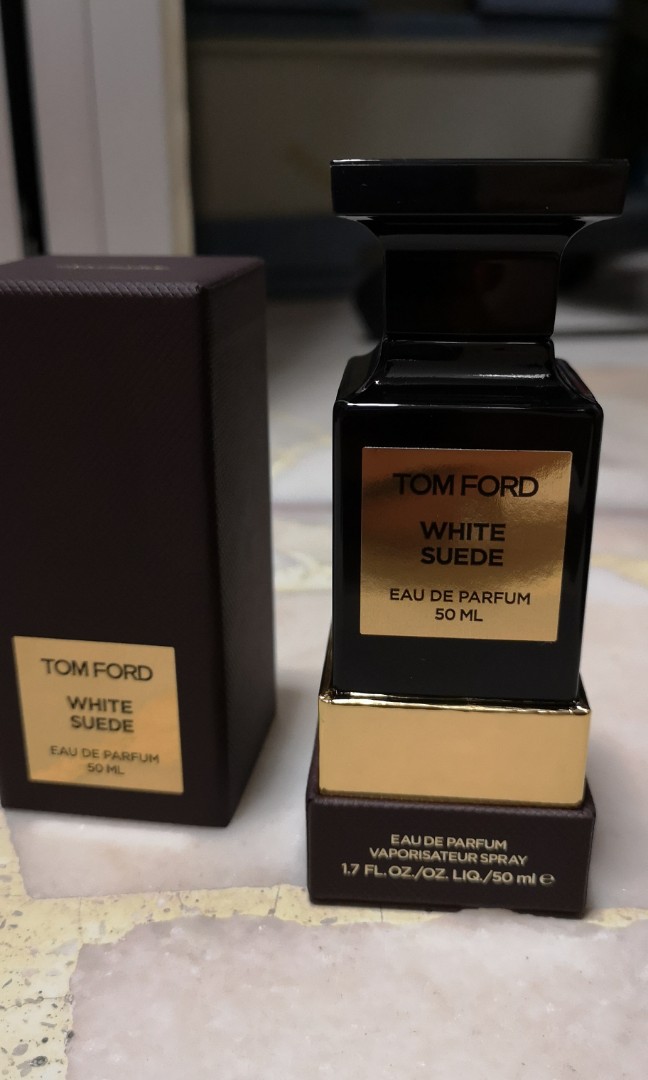 TOM FORD
WHITE
SUEDE
EAU DE PARFUM
50 ML
TOM FORD
WHITE
SUEDE
EAU DE PARFUM
50 ML
EAU DE PARFUM
VAPORISATEUR SPRAY
1.7 FL.OZ./OZ. LIQ./50 ml ℮